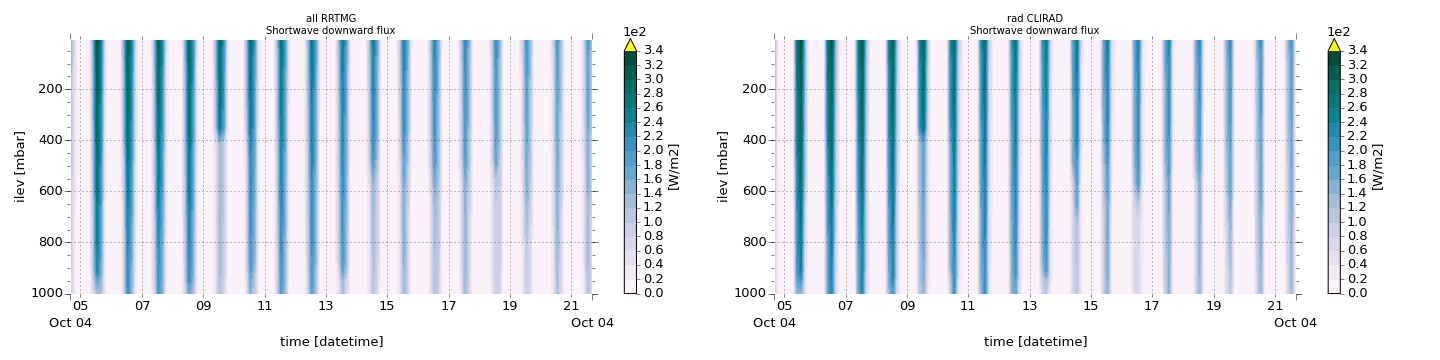 all RRTMG
Shortwave downward flux
1e2
3.4
3.2
3.0
2.8
2.6
2.4
2.2
2.0
1.8
1.6
1.4
1.2
1.0
0.8
0.6
0.4
0.2
0.0
[W/m2]
ilev [mbar]
200
400
600
800
1000
05 07 09 11 13 15 17 19 21
Oct 04 Oct 04
time [datetime]
rad CLIRAD
Shortwave downward flux
1e2
3.4
3.2
3.0
2.8
2.6
2.4
2.2
2.0
1.8
1.6
1.4
1.2
1.0
0.8
0.6
0.4
0.2
0.0
[W/m2]
ilev [mbar]
200
400
600
800
1000
05 07 09 11 13 15 17 19 21
Oct 04 Oct 04
time [datetime]